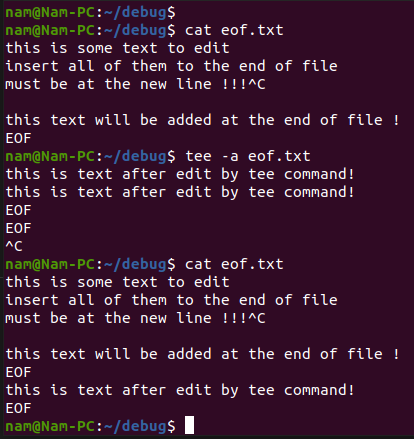 nam@Nam-PC:~/debug$
nam@Nam-PC:~/debug$ cat eof.txt
this is some text to edit
insert all of them to the end of file
must be at the new line !!!^C

this text will be added at the end of file !
EOF
nam@Nam-PC:~/debug$ tee -a eof.txt
this is text after edit by tee command!
this is text after edit by tee command!
EOF
EOF
^C
nam@Nam-PC:~/debug$ cat eof.txt
this is some text to edit
insert all of them to the end of file
must be at the new line !!!^C

this text will be added at the end of file !
EOF
this is text after edit by tee command!
EOF
nam@Nam-PC:~/debug$